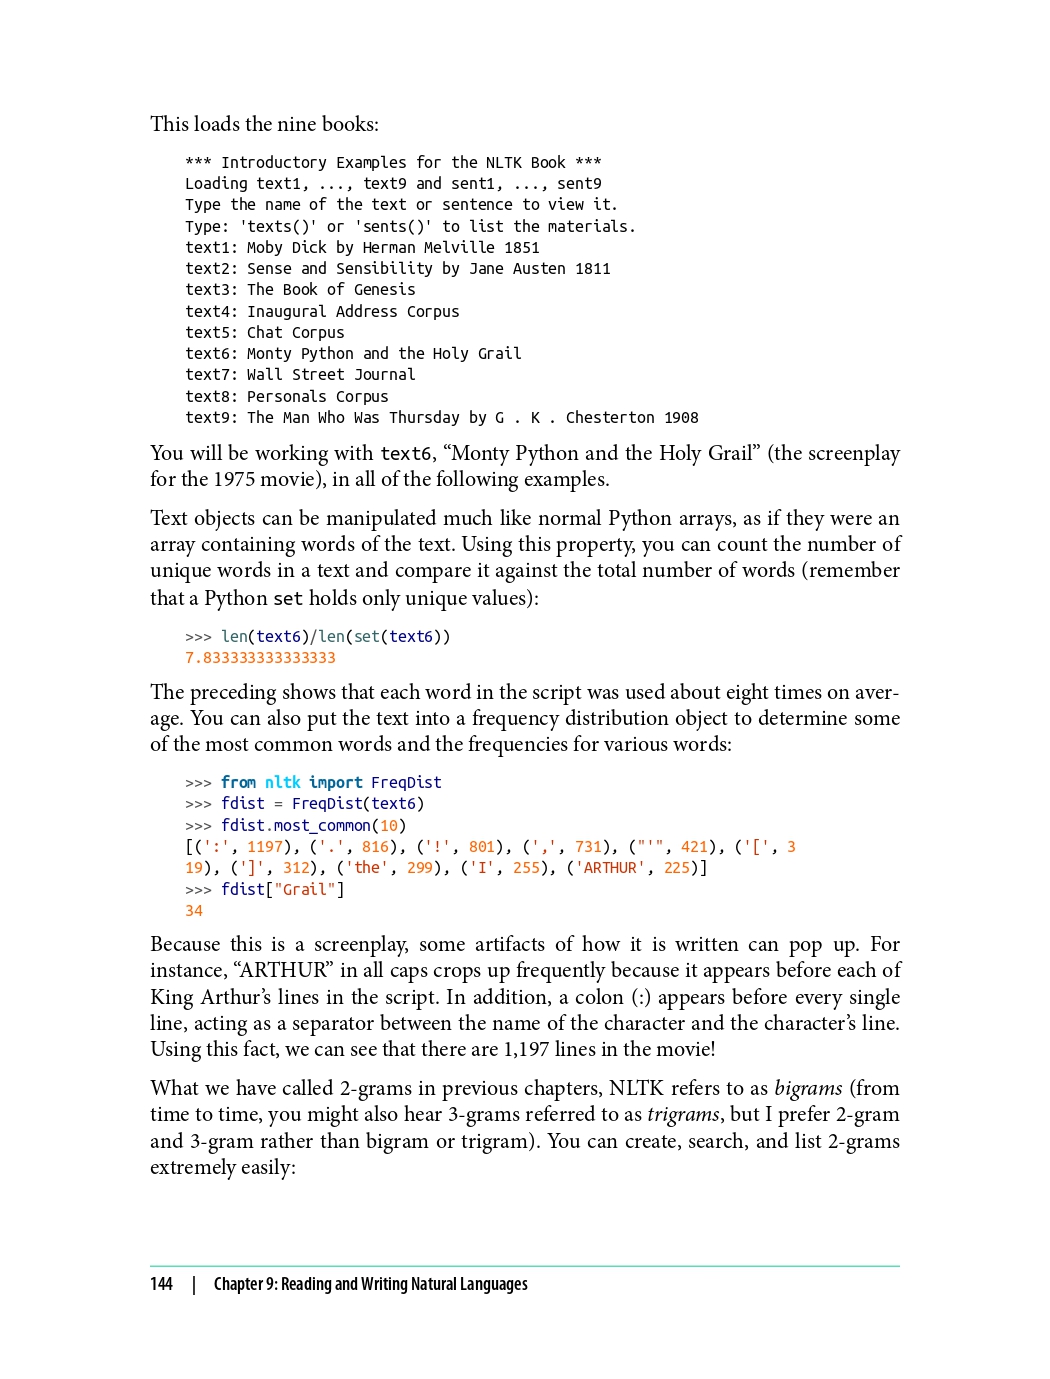 This loads the nine books:
*** Introductory Examples for the NLTK Book ***
Loading text1, ..., text9 and sent1, ..., sent9
Type the name of the text or sentence to view it.
Type: 'texts()' or 'sents()' to list the materials.
text1: Moby Dick by Herman Melville 1851
text2: Sense and Sensibility by Jane Austen 1811
text3: The Book of Genesis
text4: Inaugural Address Corpus
text5: Chat Corpus
text6: Monty Python and the Holy Grail
text7: Wall Street Journal
text8: Personals Corpus
text9: The Man Who Was Thursday by G . K . Chesterton 1908
You will be working with text6, “Monty Python and the Holy Grail” (the screenplay
for the 1975 movie), in all of the following examples.
Text objects can be manipulated much like normal Python arrays, as if they were an
array containing words of the text. Using this property, you can count the number of
unique words in a text and compare it against the total number of words (remember
that a Python set holds only unique values):
>>> len(text6)/len(set(text6))
7.833333333333333
The preceding shows that each word in the script was used about eight times on aver-
age. You can also put the text into a frequency distribution object to determine some
of the most common words and the frequencies for various words:
>>> from nltk import FreqDist
>>> fdist = FreqDist(text6)
>>> fdist.most_common(10)
[(':', 1197), ('.', 816), ('!', 801), (',', 731), ("'", 421), ('[', 3
19), (']', 312), ('the', 299), ('I', 255), ('ARTHUR', 225)]
>>> fdist["Grail"]
34
Because this is a screenplay, some artifacts of how it is written can pop up. For
instance, “ARTHUR” in all caps crops up frequently because it appears before each of
King Arthur’s lines in the script. In addition, a colon (:) appears before every single
line, acting as a separator between the name of the character and the character’s line.
Using this fact, we can see that there are 1,197 lines in the movie!
What we have called 2-grams in previous chapters, NLTK refers to as bigrams (from
time to time, you might also hear 3-grams referred to as trigrams, but I prefer 2-gram
and 3-gram rather than bigram or trigram). You can create, search, and list 2-grams
extremely easily:
144 | Chapter 9: Reading and Writing Natural Languages